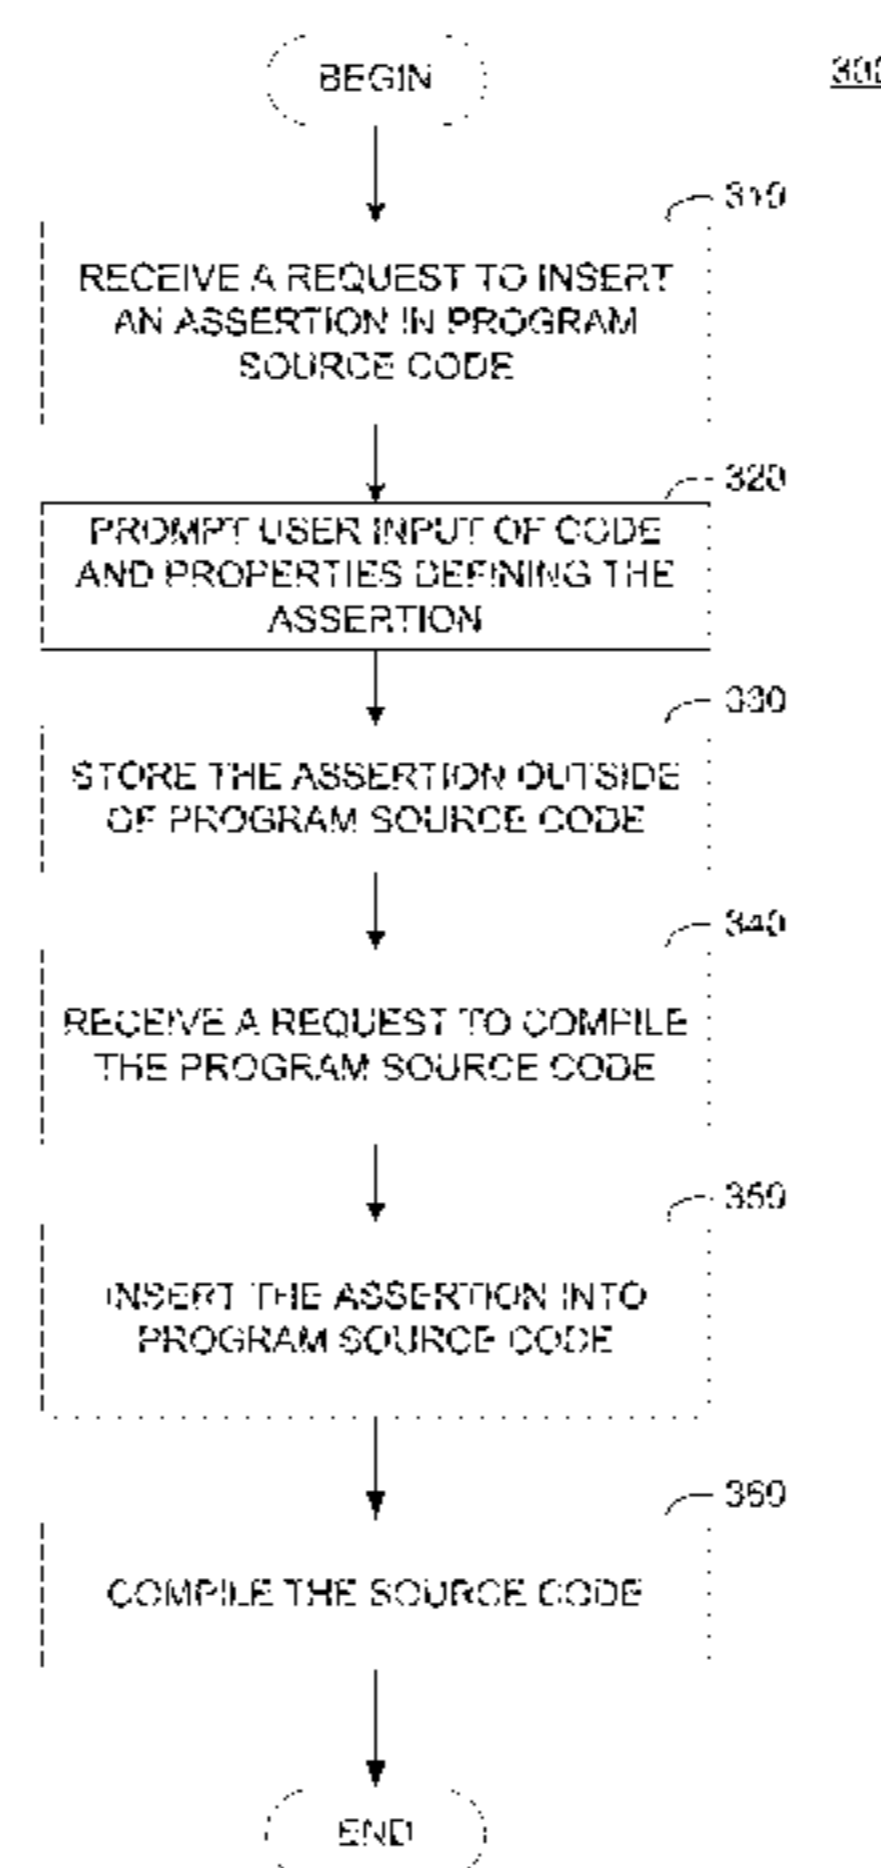 BEGIN
300
310
RECEIVE A REQUEST TO INSERT
AN ASSERTION IN PROGRAM
SOURCE CODE
320
PROMPT USER INPUT OF CODE
AND PROPERTIES DEFINING THE
ASSERTION
330
STORE THE ASSERTION OUTSIDE
OF PROGRAM SOURCE CODE
340
RECEIVE A REQUEST TO COMPILE
THE PROGRAM SOURCE CODE
350
INSERT THE ASSERTION INTO
PROGRAM SOURCE CODE
360
COMPILE THE SOURCE CODE
END